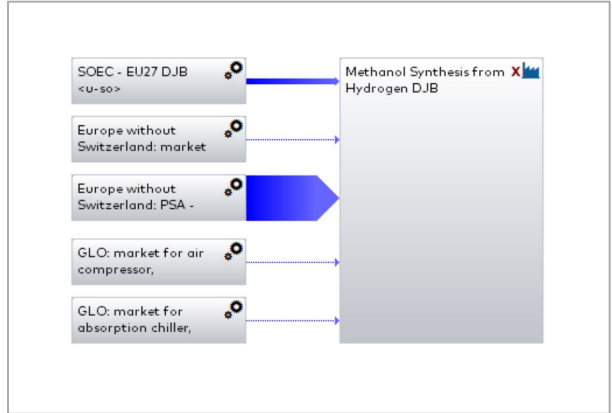 SOEC - EU27 DJB
<u-so>
Europe without
Switzerland: market
Europe without
Switzerland: PSA -
GLO: market for air
compressor,
GLO: market for
absorption chiller,
Methanol Synthesis from X
Hydrogen DJB